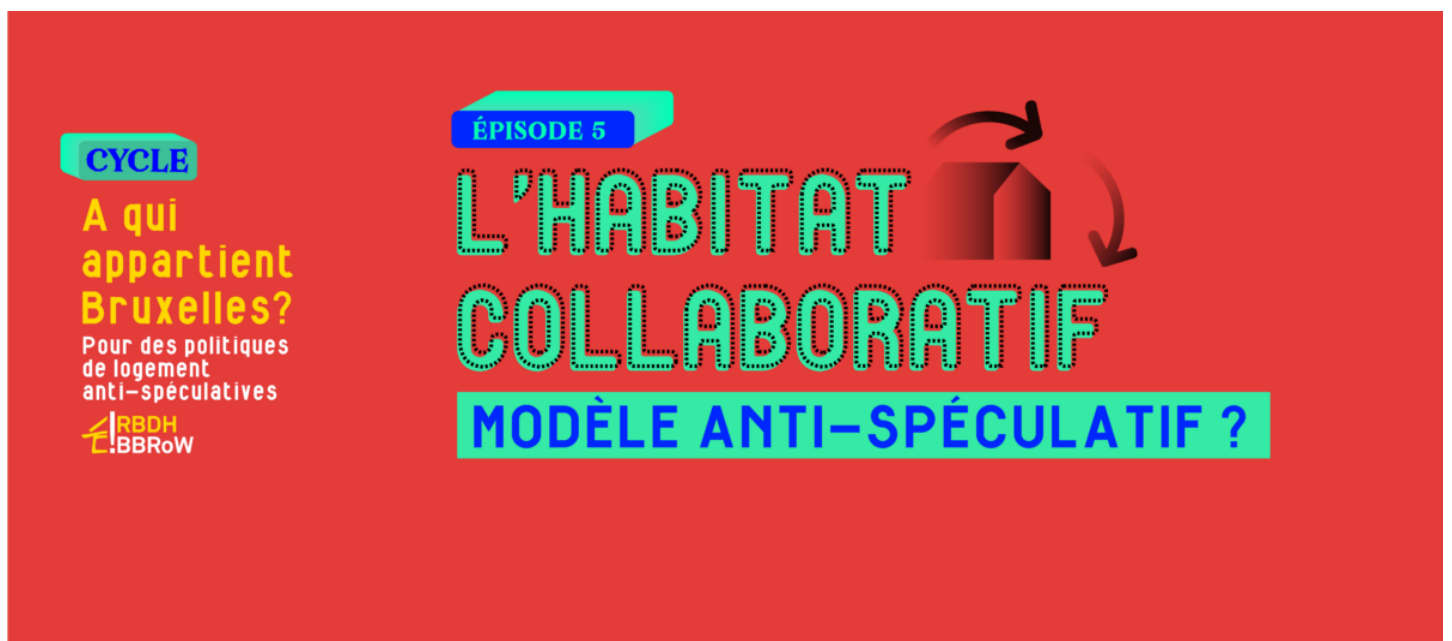 CYCLE
A qui
appartient
Bruxelles?
Pour des politiques
de logement
anti-spéculatives
RBDH
BBRoW
ÉPISODE 5
L'HABITAT
COLLABORATIF
MODÈLE ANTI-SPÉCULATIF ?